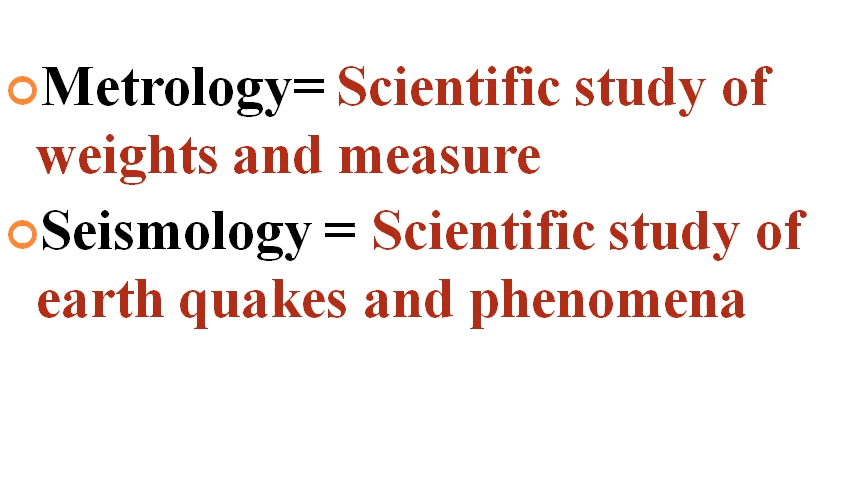 Metrology= Scientific study of
weights and measure
Seismology = Scientific study of
earth quakes and phenomena